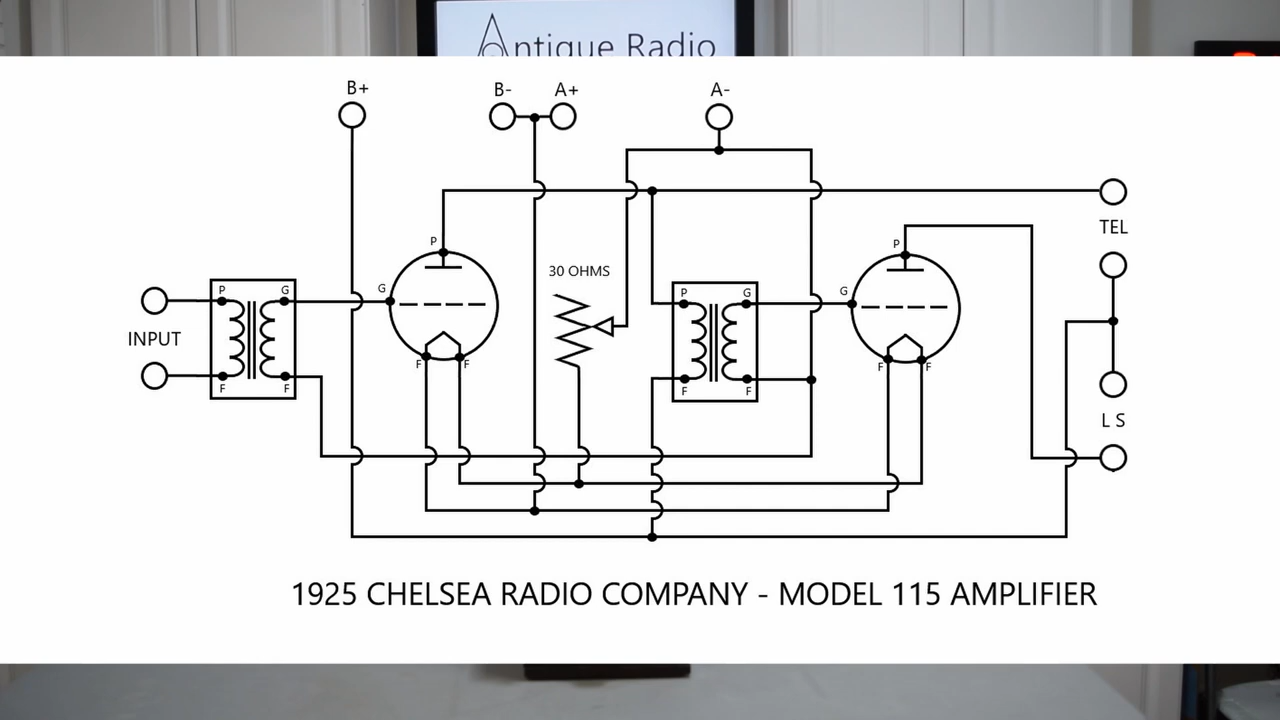 Antique Radio
B+
B-
A+
A-
TEL
P
P
30 OHMS
G
G
P
G
P
G
INPUT
F
F
F
F
F
F
F
F
L S
1925 CHELSEA RADIO COMPANY - MODEL 115 AMPLIFIER